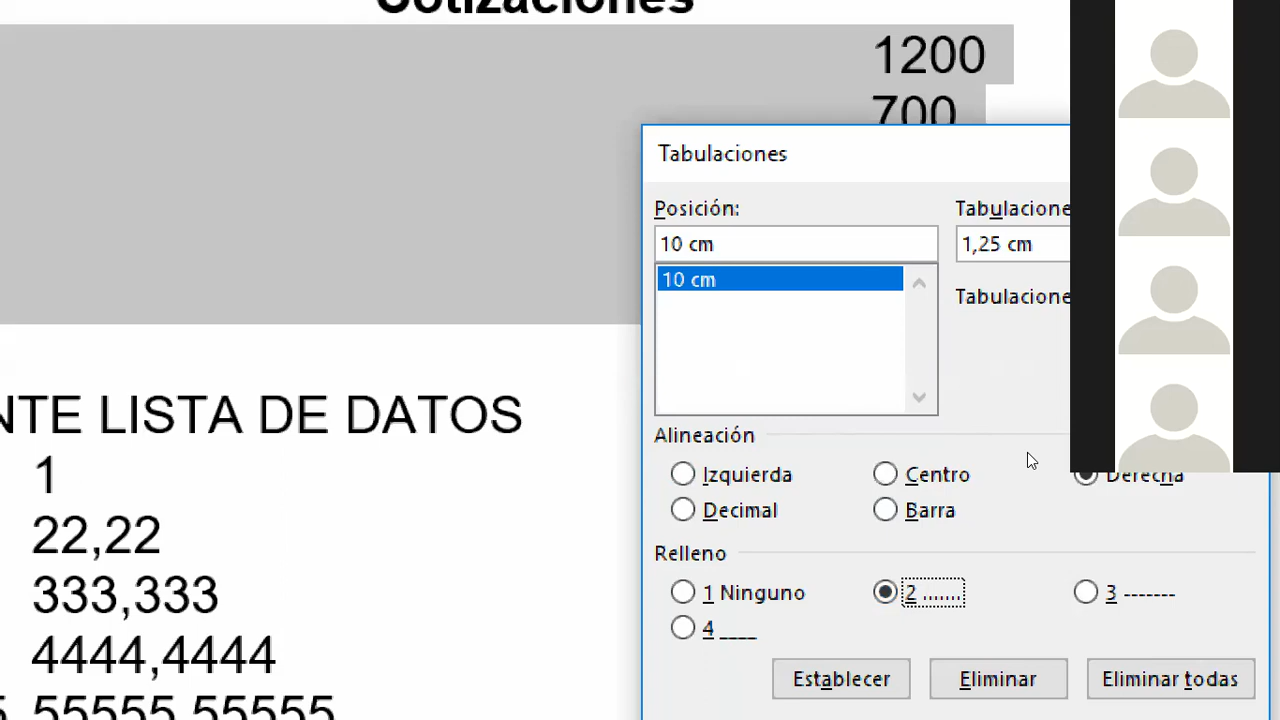 Cotizaciones
1200
700
Tabulaciones
Posición:
10 cm
10 cm
1,25 cm
NTE LISTA DE DATOS
1
22,22
333,333
4444,4444
55555,55555
Alineación
Izquierda
Centro
Derecha
Decimal
Barra
Relleno
1 Ninguno
2 .......
3 -------
4 ____
Establecer
Eliminar
Eliminar todas